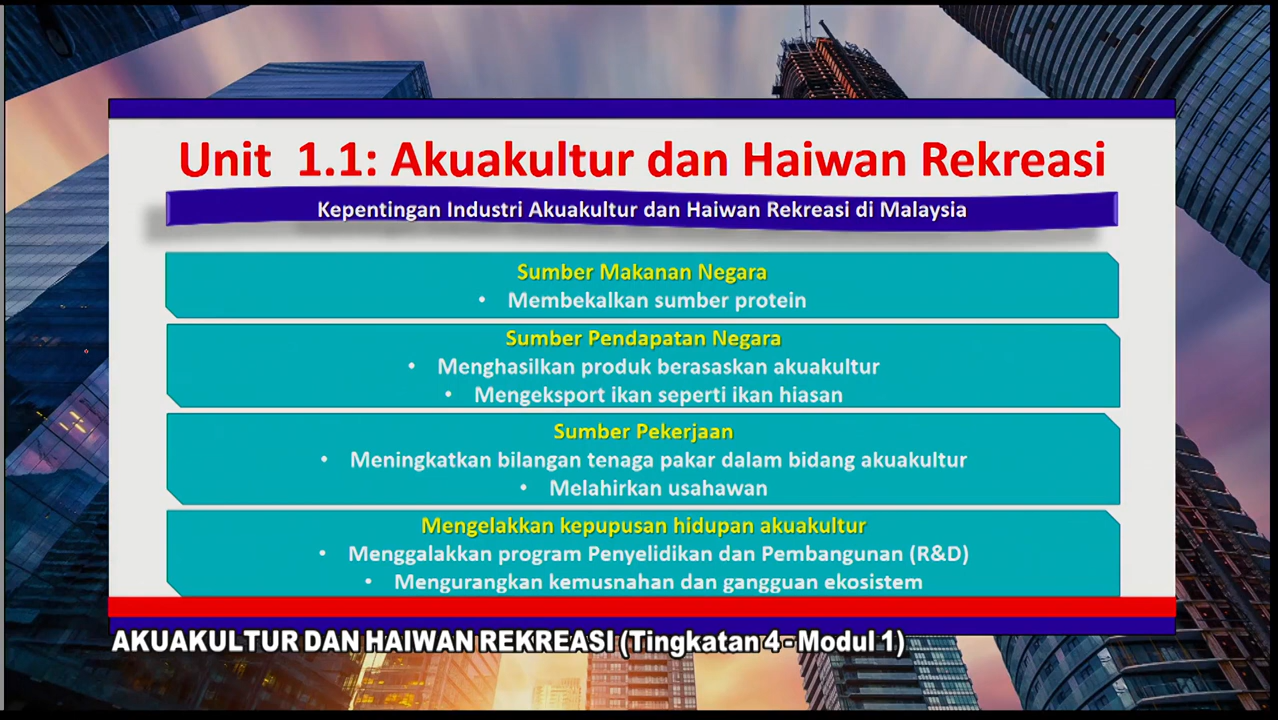 Unit 1.1: Akuakultur dan Haiwan Rekreasi
Kepentingan Industri Akuakultur dan Haiwan Rekreasi di Malaysia
Sumber Makanan Negara
• Membekalkan sumber protein
Sumber Pendapatan Negara
• Menghasilkan produk berasaskan akuakultur
• Mengeksport ikan seperti ikan hiasan
Sumber Pekerjaan
• Meningkatkan bilangan tenaga pakar dalam bidang akuakultur
• Melahirkan usahawan
Mengelakkan kepupusan hidupan akuakultur
• Menggalakkan program Penyelidikan dan Pembangunan (R&D)
• Mengurangkan kemusnahan dan gangguan ekosistem
AKUAKULTUR DAN HAIWAN REKREASI (Tingkatan 4 - Modul 1)